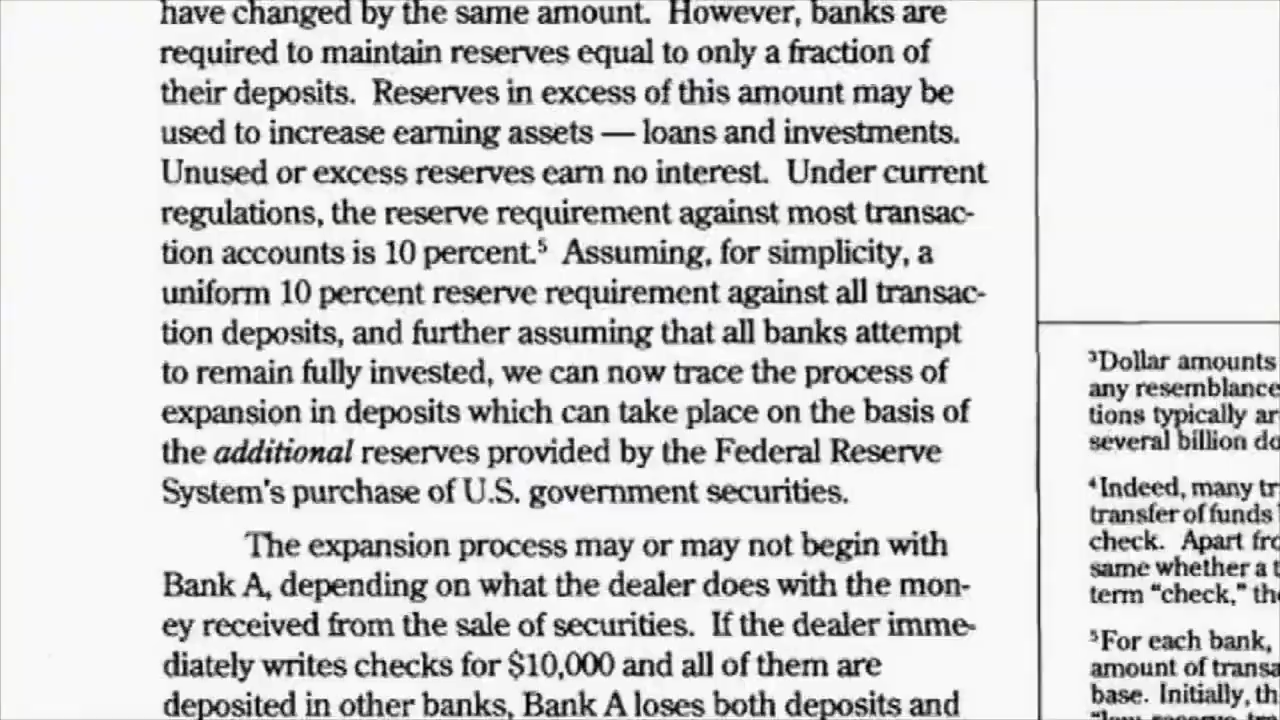 have changed by the same amount. However, banks are
required to maintain reserves equal to only a fraction of
their deposits. Reserves in excess of this amount may be
used to increase earning assets — loans and investments.
Unused or excess reserves earn no interest. Under current
regulations, the reserve requirement against most transac-
tion accounts is 10 percent.⁵ Assuming, for simplicity, a
uniform 10 percent reserve requirement against all transac-
tion deposits, and further assuming that all banks attempt
to remain fully invested, we can now trace the process of
expansion in deposits which can take place on the basis of
the additional reserves provided by the Federal Reserve
System's purchase of U.S. government securities.
The expansion process may or may not begin with
Bank A, depending on what the dealer does with the mon-
ey received from the sale of securities. If the dealer imme-
diately writes checks for $10,000 and all of them are
deposited in other banks, Bank A loses both deposits and
³Dollar amounts
any resemblance
tions typically ar
several billion do
⁴Indeed, many tr
transfer of funds
check. Apart fro
same whether a t
term "check," the
⁵For each bank,
amount of transa
base. Initially, th